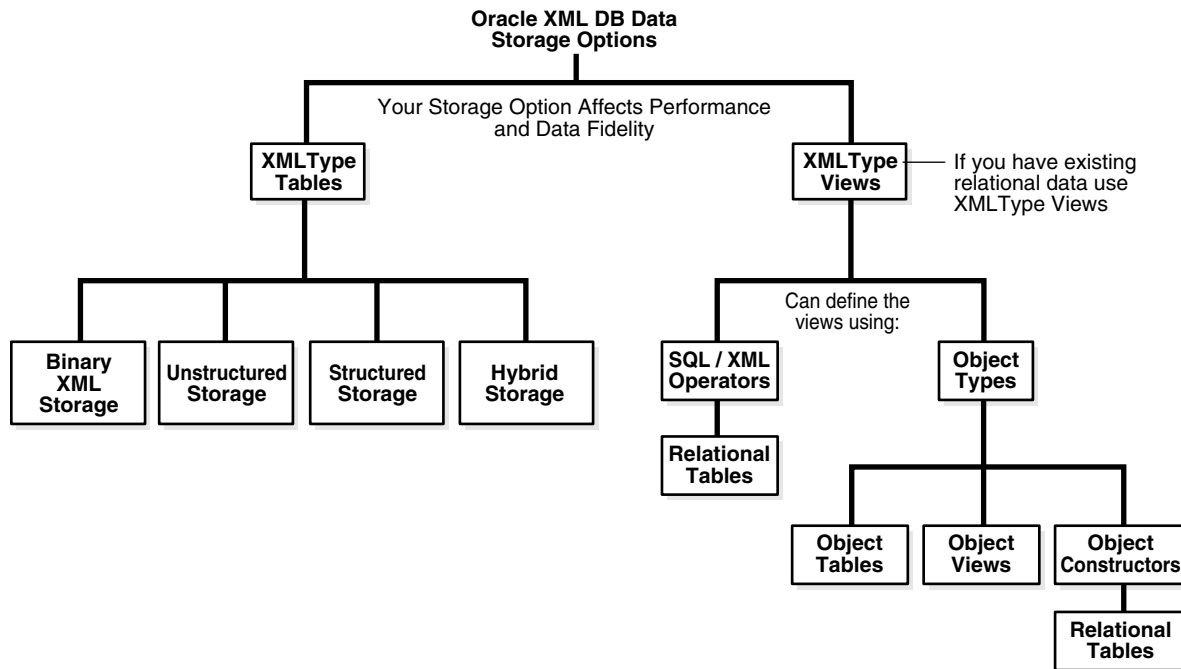 Oracle XML DB Data
Storage Options
Your Storage Option Affects Performance
and Data Fidelity
XMLType
Tables
XMLType
Views
If you have existing
relational data use
XMLType Views
Can define the
views using:
Binary
XML
Storage
Unstructured
Storage
Structured
Storage
Hybrid
Storage
SQL / XML
Operators
Object
Types
Relational
Tables
Object
Tables
Object
Views
Object
Constructors
Relational
Tables